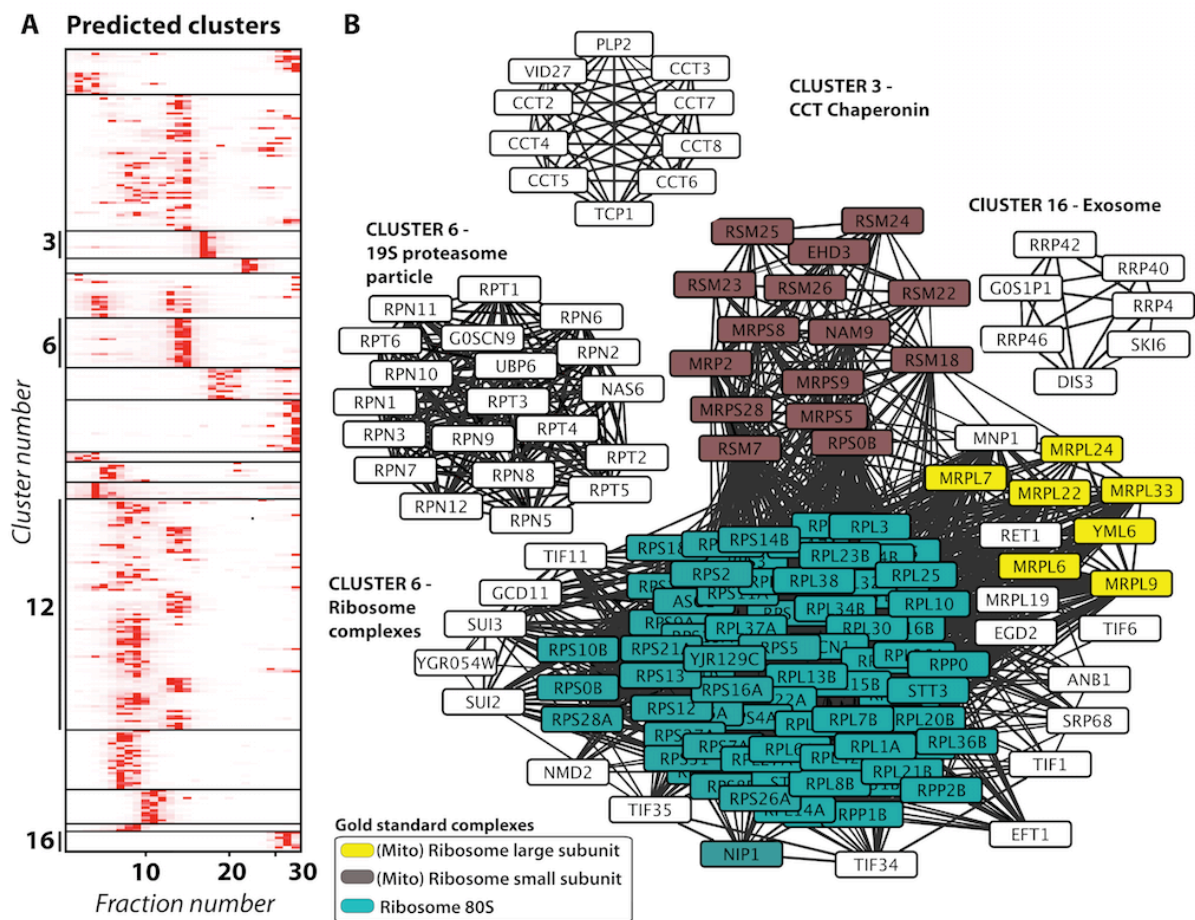 A Predicted clusters
Cluster number
3
6
12
16
10 20 30
Fraction number
B
CLUSTER 3 -
CCT Chaperonin
PLP2
VID27
CCT3
CCT2
CCT7
CCT4
CCT8
CCT5
CCT6
TCP1
CLUSTER 6 -
19S proteasome
particle
RPT1
RPN11
RPN6
RPT6
G0SCN9
RPN2
RPN10
UBP6
NAS6
RPN1
RPT3
RPN3
RPN9
RPT4
RPT2
RPN7
RPN8
RPT5
RPN12
RPN5
ClUSTER 16 - Exosome
RRP42
RRP40
G0S1P1
RRP4
RRP46
SKI6
DIS3
RSM25
RSM24
EHD3
RSM23
RSM26
RSM22
MRPS8
NAM9
MRP2
RSM18
MRPS9
MRPS28
MRPS5
RSM7
RPS0B
MNP1
MRPL24
MRPL7
MRPL22
MRPL33
RET1
YML6
MRPL6
MRPL9
MRPL19
EGD2
TIF6
ANB1
SRP68
TIF1
EFT1
TIF34
CLUSTER 6 -
Ribosome
complexes
TIF11
GCD11
SUI3
YGR054W
SUI2
NMD2
TIF35
NIP1
RPS14B
RPL3
RPL23B
RPS2
RPL38
RPL25
RPL34B
RPL10
RPL37A
RPL30
RPS10B
RPS5
YJR129C
RPP0
RPS13
RPL13B
RPS0B
RPS16A
STT3
RPS12
RPS28A
RPL7B
RPL20B
RPL1A
RPL36B
RPL21B
RPL8B
RPP2B
RPS26A
RPP1B
Gold standard complexes
(Mito) Ribosome large subunit
(Mito) Ribosome small subunit
Ribosome 80S